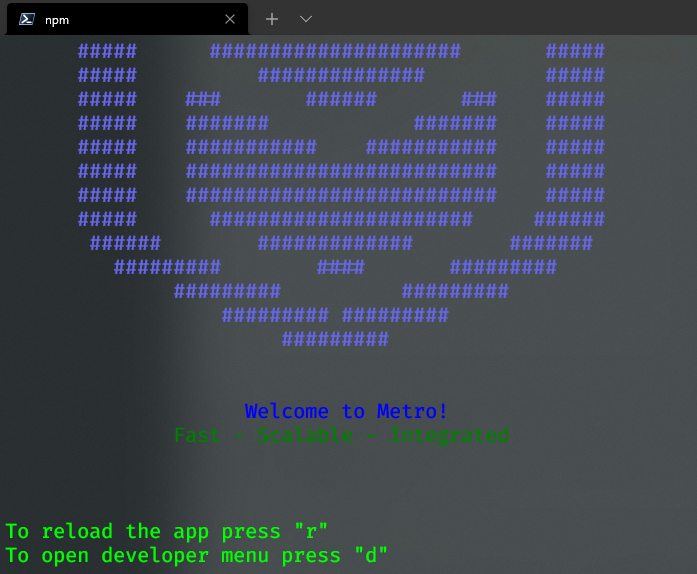 npm
Welcome to Metro!
Fast - Scalable - Integrated
To reload the app press "r"
To open developer menu press "d"